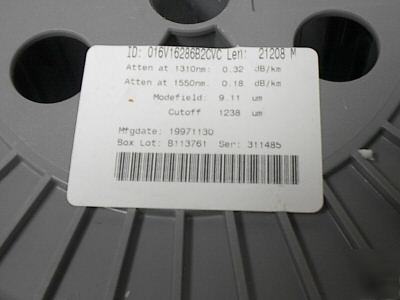 ID: 016V16286B2CVC Len: 21208 M
Atten at 1310nm: 0.32 dB/km
Atten at 1550nm: 0.18 dB/km
Modefield: 9.11 um
Cutoff 1238 um
Mfgdate: 19971130
Box Lot: B113761 Ser: 311485